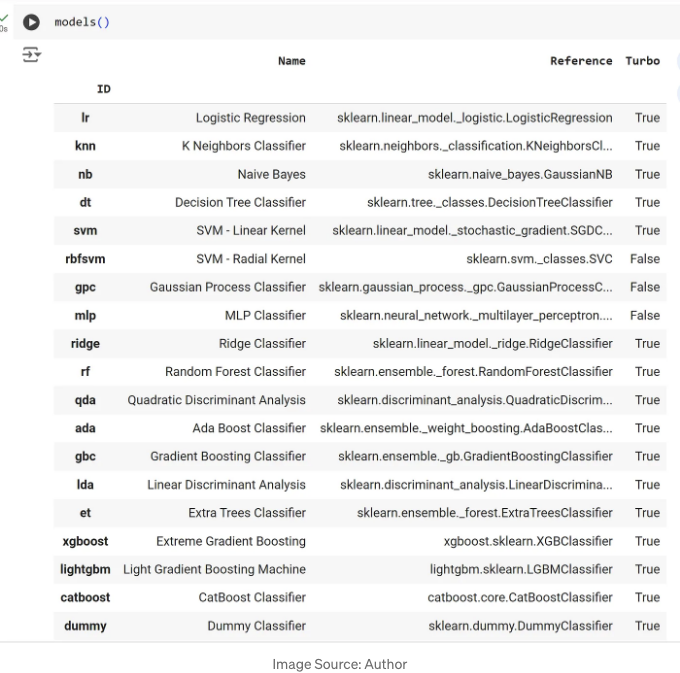 0s
models()
Name Reference Turbo
ID
lr Logistic Regression sklearn.linear_model._logistic.LogisticRegression True
knn K Neighbors Classifier sklearn.neighbors._classification.KNeighborsCl... True
nb Naive Bayes sklearn.naive_bayes.GaussianNB True
dt Decision Tree Classifier sklearn.tree._classes.DecisionTreeClassifier True
svm SVM - Linear Kernel sklearn.linear_model._stochastic_gradient.SGDC... True
rbfsvm SVM - Radial Kernel sklearn.svm._classes.SVC False
gpc Gaussian Process Classifier sklearn.gaussian_process._gpc.GaussianProcessC... False
mlp MLP Classifier sklearn.neural_network._multilayer_perceptron.... False
ridge Ridge Classifier sklearn.linear_model._ridge.RidgeClassifier True
rf Random Forest Classifier sklearn.ensemble._forest.RandomForestClassifier True
qda Quadratic Discriminant Analysis sklearn.discriminant_analysis.QuadraticDiscrim... True
ada Ada Boost Classifier sklearn.ensemble._weight_boosting.AdaBoostClas... True
gbc Gradient Boosting Classifier sklearn.ensemble._gb.GradientBoostingClassifier True
lda Linear Discriminant Analysis sklearn.discriminant_analysis.LinearDiscrimina... True
et Extra Trees Classifier sklearn.ensemble._forest.ExtraTreesClassifier True
xgboost Extreme Gradient Boosting xgboost.sklearn.XGBClassifier True
lightgbm Light Gradient Boosting Machine lightgbm.sklearn.LGBMClassifier True
catboost CatBoost Classifier catboost.core.CatBoostClassifier True
dummy Dummy Classifier sklearn.dummy.DummyClassifier True
Image Source: Author